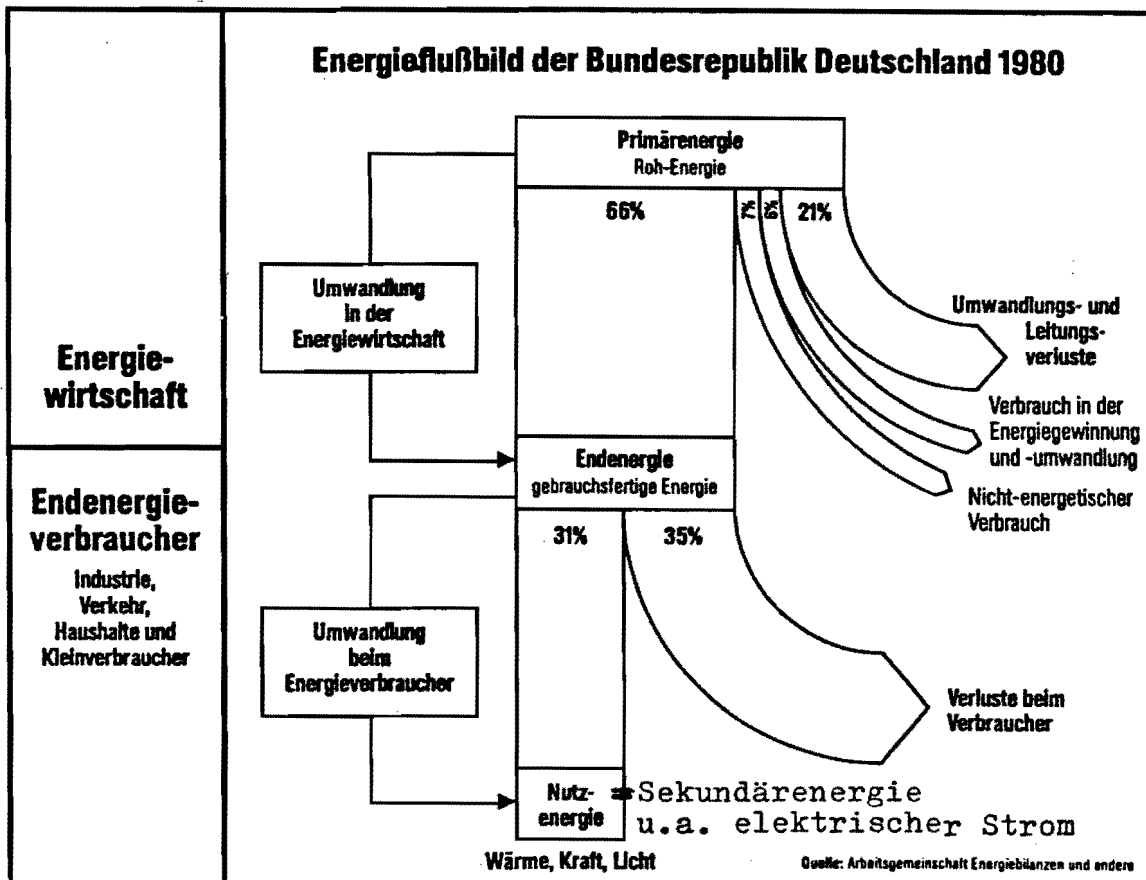 Energieflußbild der Bundesrepublik Deutschland 1980
Energie-
wirtschaft
Endenergie-
verbraucher
Industrie,
Verkehr,
Haushalte und
Kleinverbraucher
Primärenergie
Roh-Energie
66%
7%
6%
21%
Umwandlung
in der
Energiewirtschaft
Umwandlungs- und
Leitungs-
verluste
Verbrauch in der
Energiegewinnung
und -umwandlung
Nicht-energetischer
Verbrauch
Endenergie
gebrauchsfertige Energie
31%
35%
Umwandlung
beim
Energieverbraucher
Verluste beim
Verbraucher
Nutz-
energie
Sekundärenergie
u.a. elektrischer Strom
Wärme, Kraft, Licht
Quelle: Arbeitsgemeinschaft Energiebilanzen und andere